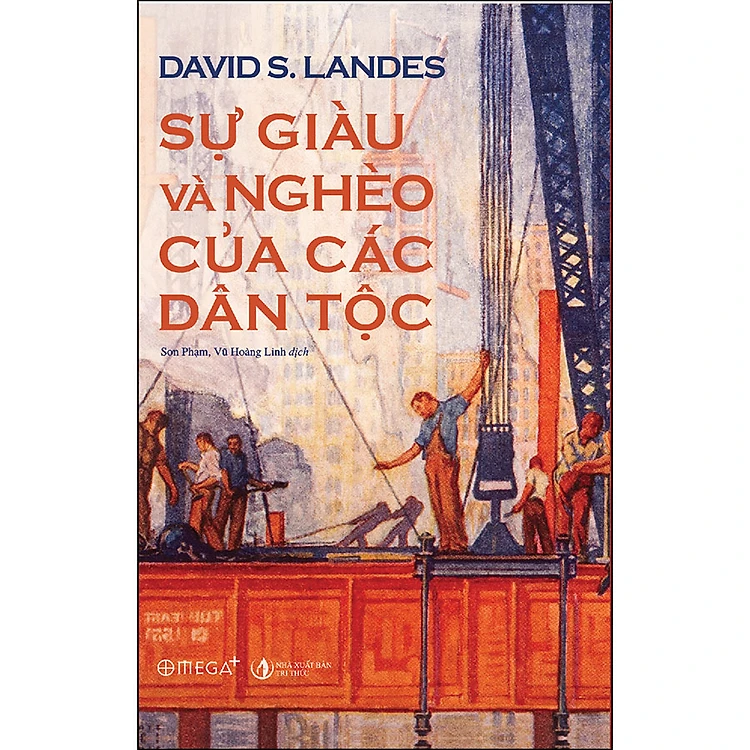 DAVID S. LANDES
SỰ GIÀU
VÀ NGHÈO
CỦA CÁC
DÂN TỘC
Sơn Phạm, Vũ Hoàng Linh dịch
OMEGA+
NHÀ XUẤT BẢN
TRI THỨC